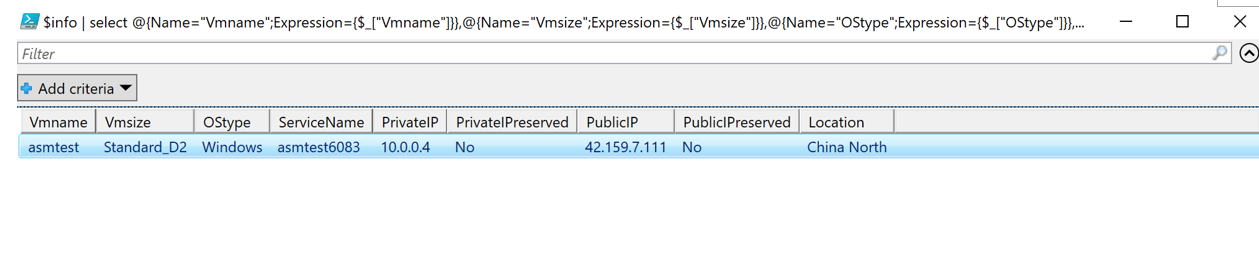 $info | select @{Name="Vmname";Expression={$_["Vmname"]}},@{Name="Vmsize";Expression={$_["Vmsize"]}},@{Name="OStype";Expression={$_["OStype"]}},...
Filter
Add criteria
Vmname Vmsize OStype ServiceName PrivateIP PrivateIPreserved PublicIP PublicIPreserved Location
asmtest Standard_D2 Windows asmtest6083 10.0.0.4 No 42.159.7.111 No China North